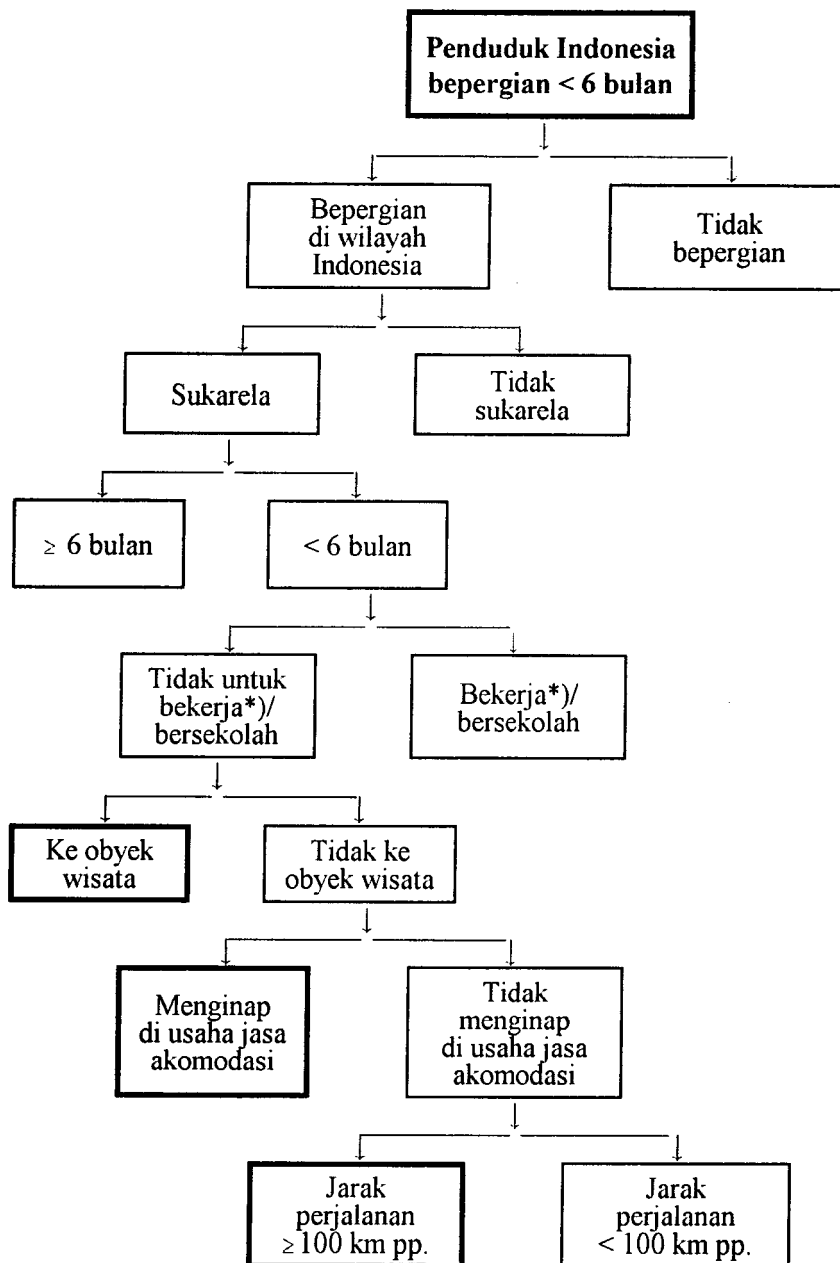 Penduduk Indonesia
bepergian < 6 bulan
Bepergian
di wilayah
Indonesia
Tidak
bepergian
Sukarela
Tidak
sukarela
≥ 6 bulan
< 6 bulan
Tidak untuk
bekerja*)/
bersekolah
Bekerja*)/
bersekolah
Ke obyek
wisata
Tidak ke
obyek wisata
Menginap
di usaha jasa
akomodasi
Tidak
menginap
di usaha jasa
akomodasi
Jarak
perjalanan
≥ 100 km pp.
Jarak
perjalanan
< 100 km pp.